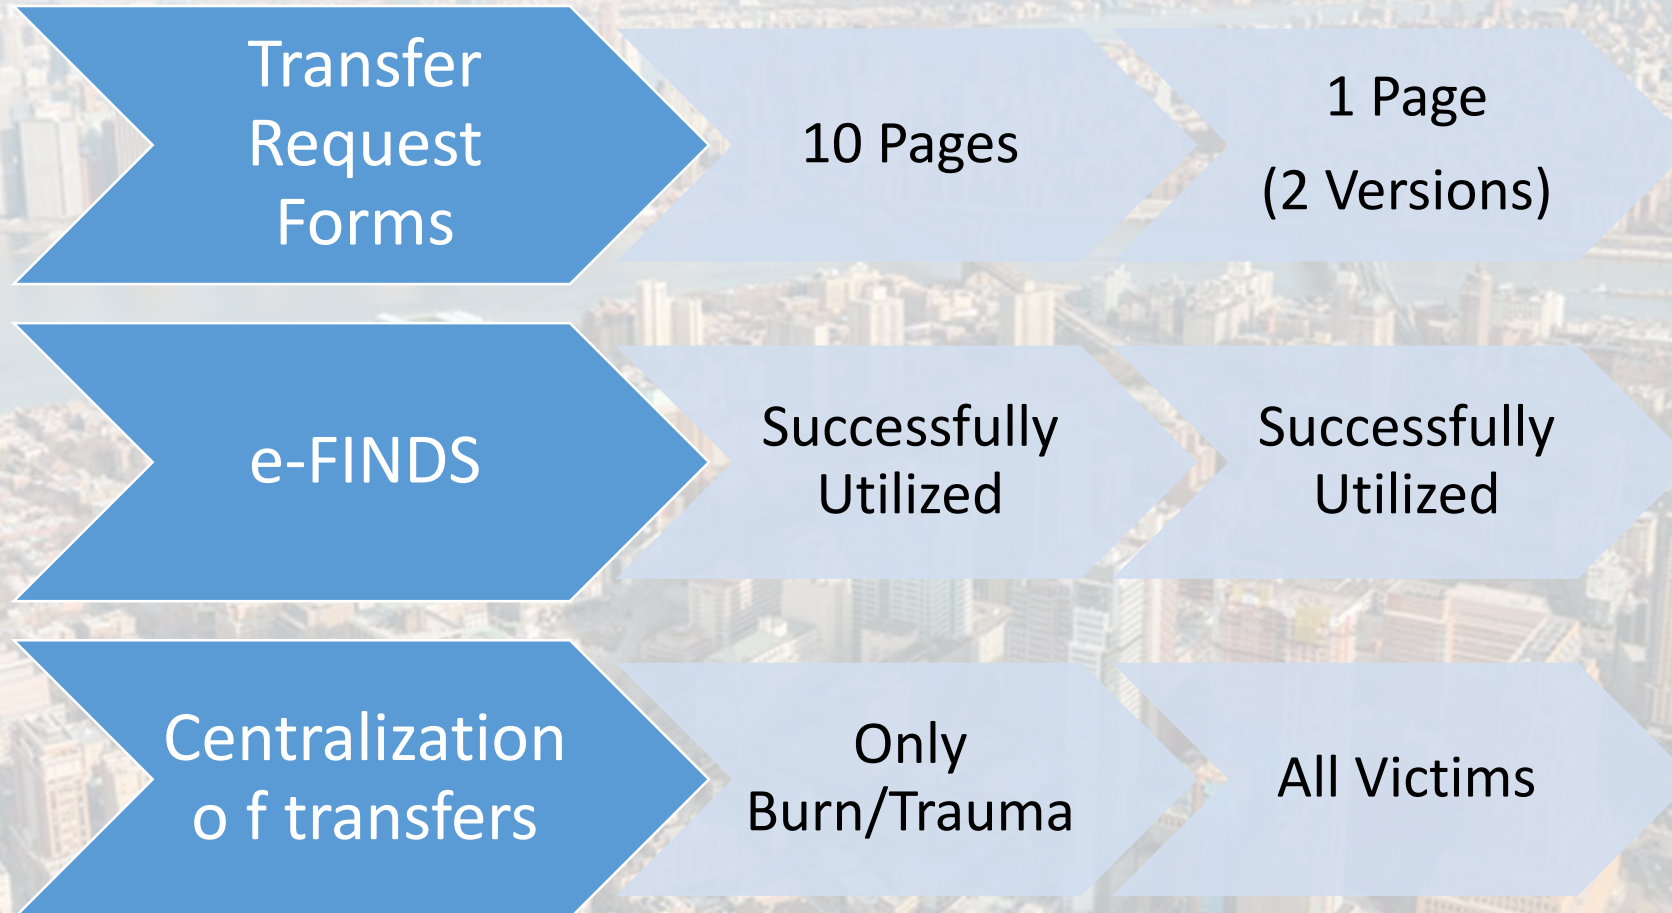 Transfer
Request
Forms
10 Pages
1 Page
(2 Versions)
e-FINDS
Successfully
Utilized
Successfully
Utilized
Centralization
o f transfers
Only
Burn/Trauma
All Victims